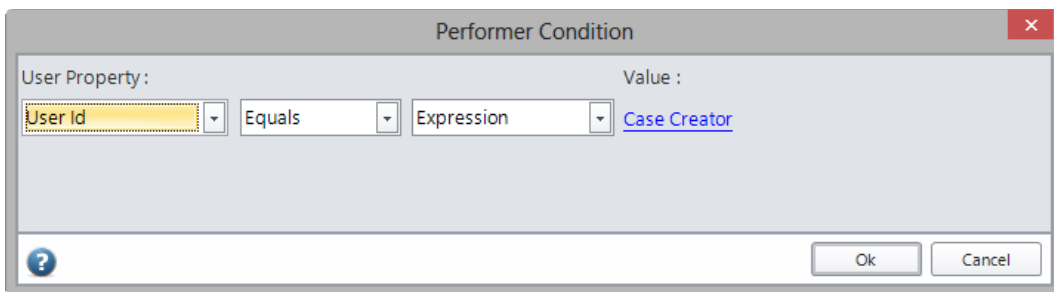 Performer Condition
User Property : Value :
User Id Equals Expression Case Creator
Ok Cancel